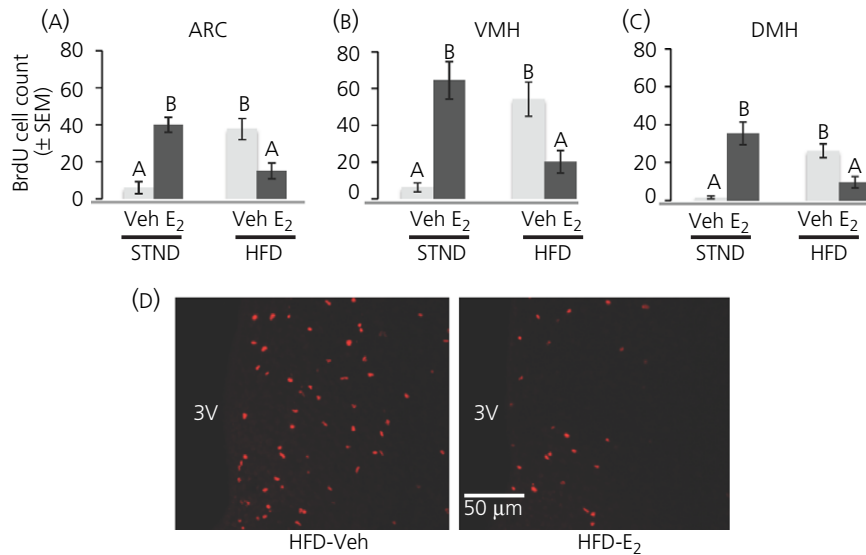 (A) ARC
BrdU cell count
(± SEM)
80
60
40
20
0
A
B
B
A
Veh E₂ Veh E₂
STND HFD
(B) VMH
80
60
40
20
0
A
B
B
A
Veh E₂ Veh E₂
STND HFD
(C) DMH
80
60
40
20
0
A
B
B
A
Veh E₂ Veh E₂
STND HFD
(D)
3V
HFD-Veh
3V
50 µm
HFD-E₂